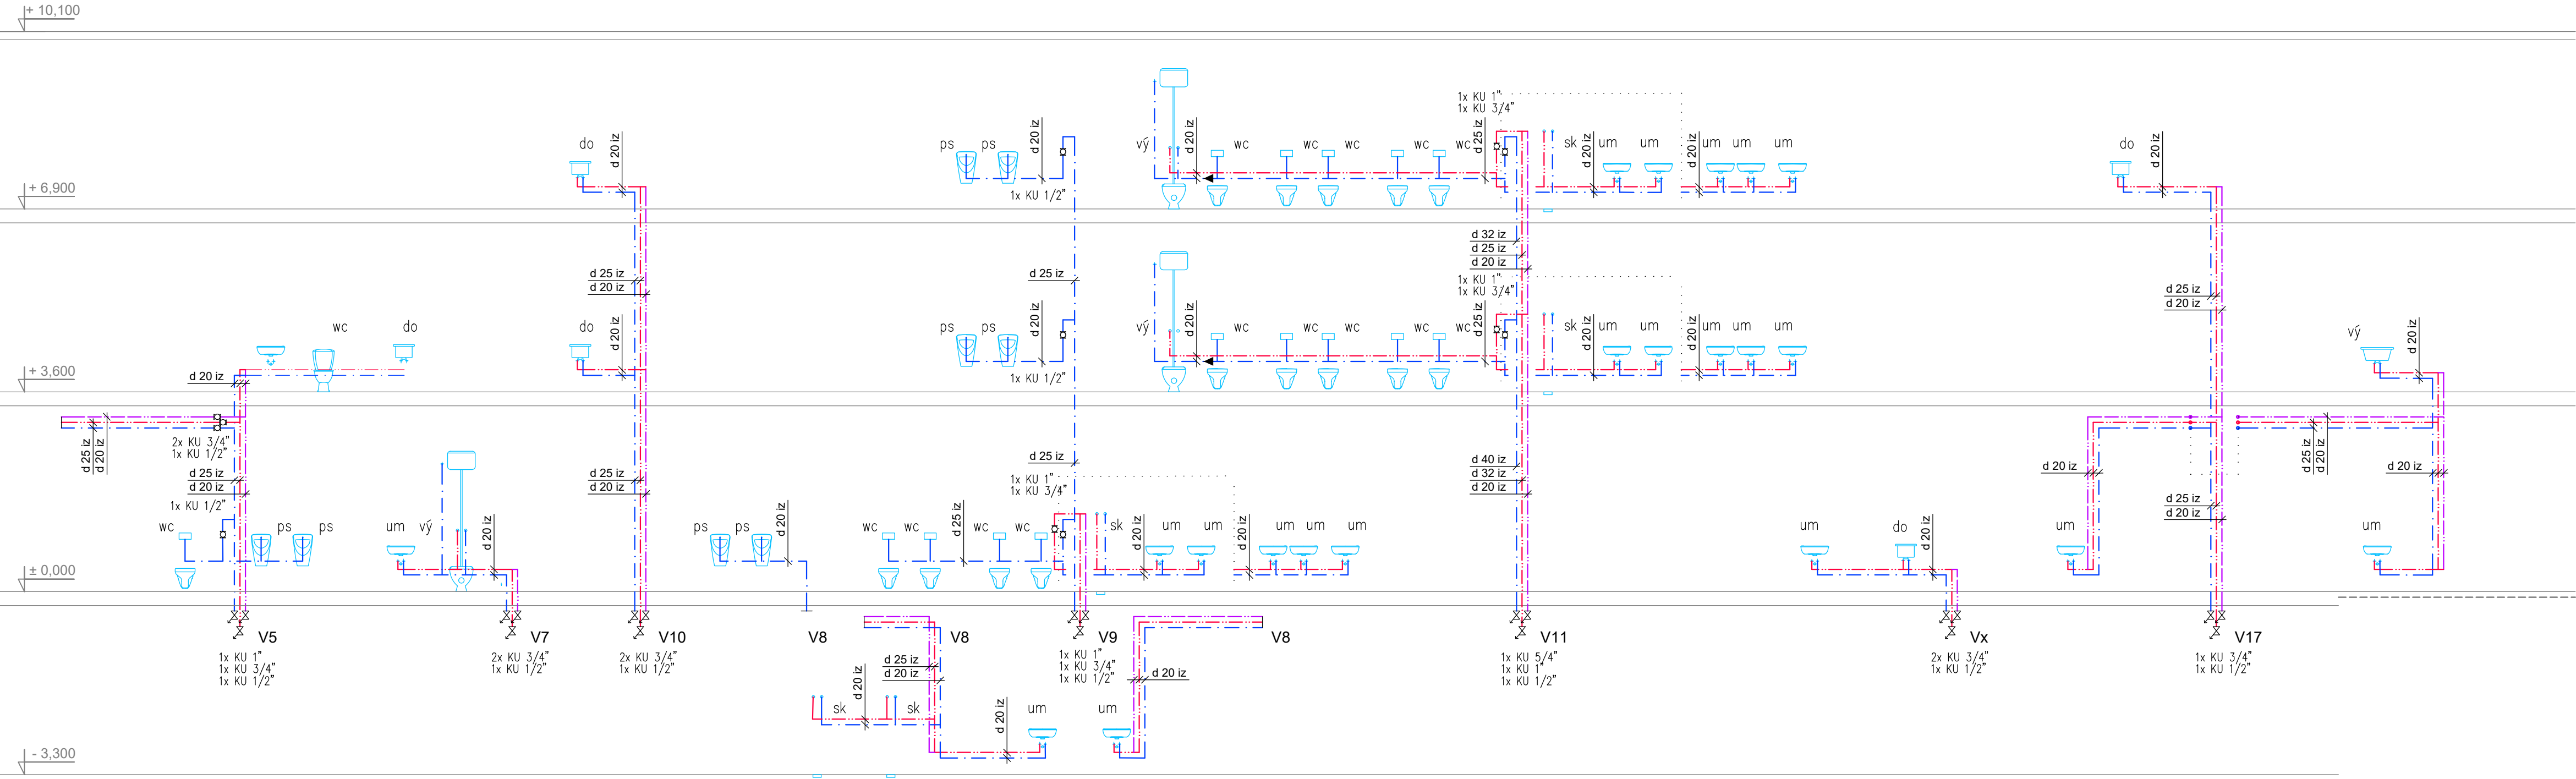 + 10,100
1x KU 1"
1x KU 3/4"
do
d 20 iz
ps
ps
d 20 iz
vý
d 20 iz
wc
wc
wc
wc
wc
d 25 iz
sk
d 20 iz
um
um
d 20 iz
um
um
um
do
d 20 iz
+ 6,900
1x KU 1/2"
d 32 iz
d 25 iz
d 20 iz
d 25 iz
d 20 iz
d 25 iz
1x KU 1"
1x KU 3/4"
d 25 iz
d 20 iz
wc
do
do
d 20 iz
ps
ps
d 20 iz
vý
d 20 iz
wc
wc
wc
wc
wc
d 25 iz
sk
d 20 iz
um
um
d 20 iz
um
um
um
vý
d 20 iz
+ 3,600
d 20 iz
1x KU 1/2"
d 25 iz
d 20 iz
2x KU 3/4"
1x KU 1/2"
d 25 iz
d 20 iz
1x KU 1/2"
d 25 iz
d 20 iz
d 25 iz
1x KU 1"
1x KU 3/4"
d 40 iz
d 32 iz
d 20 iz
d 20 iz
d 25 iz
d 20 iz
d 25 iz
d 20 iz
d 20 iz
wc
ps
ps
um
vý
d 20 iz
ps
ps
d 20 iz
wc
wc
d 25 iz
wc
wc
sk
d 20 iz
um
um
d 20 iz
um
um
um
um
do
d 20 iz
um
um
± 0,000
V5
V7
V10
V8
V8
V9
V8
V11
Vx
V17
1x KU 1"
1x KU 3/4"
1x KU 1/2"
2x KU 3/4"
1x KU 1/2"
2x KU 3/4"
1x KU 1/2"
d 25 iz
d 20 iz
1x KU 1"
1x KU 3/4"
1x KU 1/2"
d 20 iz
1x KU 5/4"
1x KU 1"
1x KU 1/2"
2x KU 3/4"
1x KU 1/2"
1x KU 3/4"
1x KU 1/2"
sk
d 20 iz
sk
d 20 iz
um
um
- 3,300